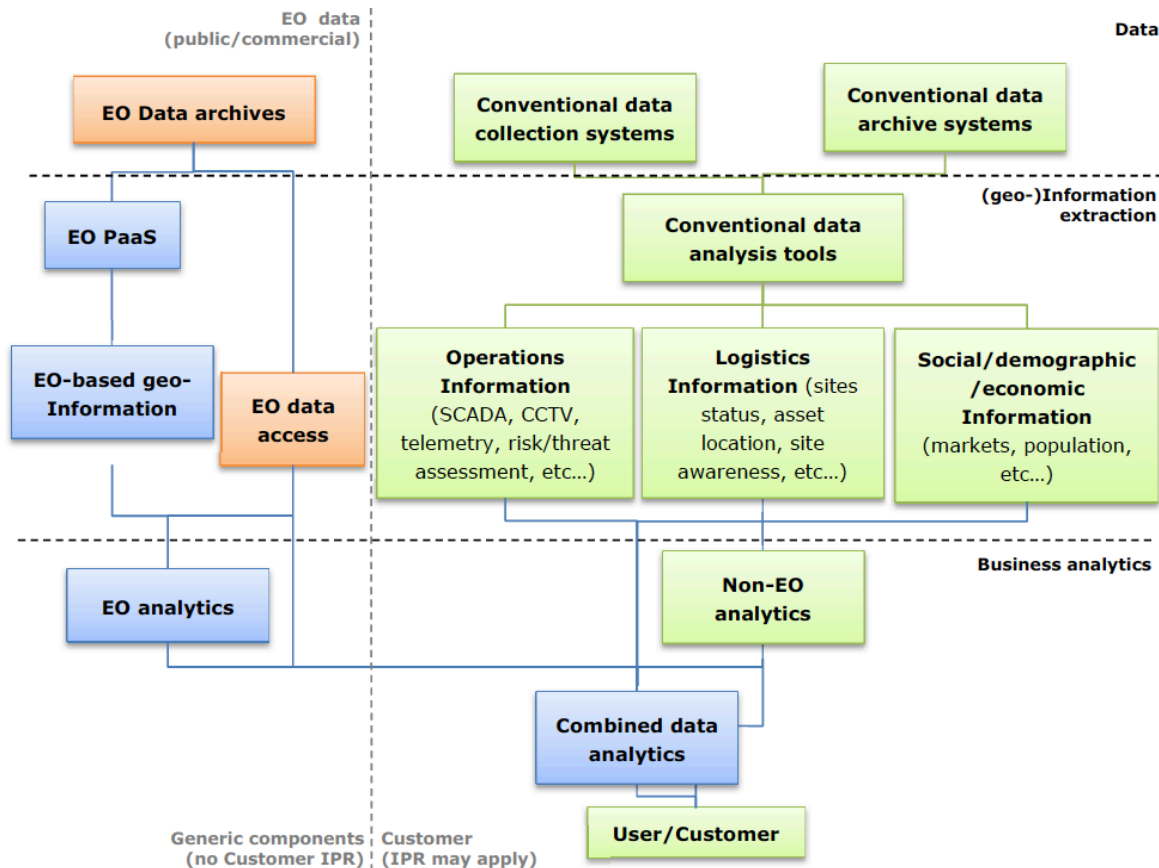 EO data
(public/commercial)
Data
EO Data archives
Conventional data
collection systems
Conventional data
archive systems
(geo-)Information
extraction
EO PaaS
Conventional data
analysis tools
EO-based geo-
Information
EO data
access
Operations
Information
(SCADA, CCTV,
telemetry, risk/threat
assessment, etc…)
Logistics
Information (sites
status, asset
location, site
awareness, etc…)
Social/demographic
/economic
Information
(markets, population,
etc…)
Business analytics
EO analytics
Non-EO
analytics
Combined data
analytics
User/Customer
Generic components
(no Customer IPR)
Customer
(IPR may apply)